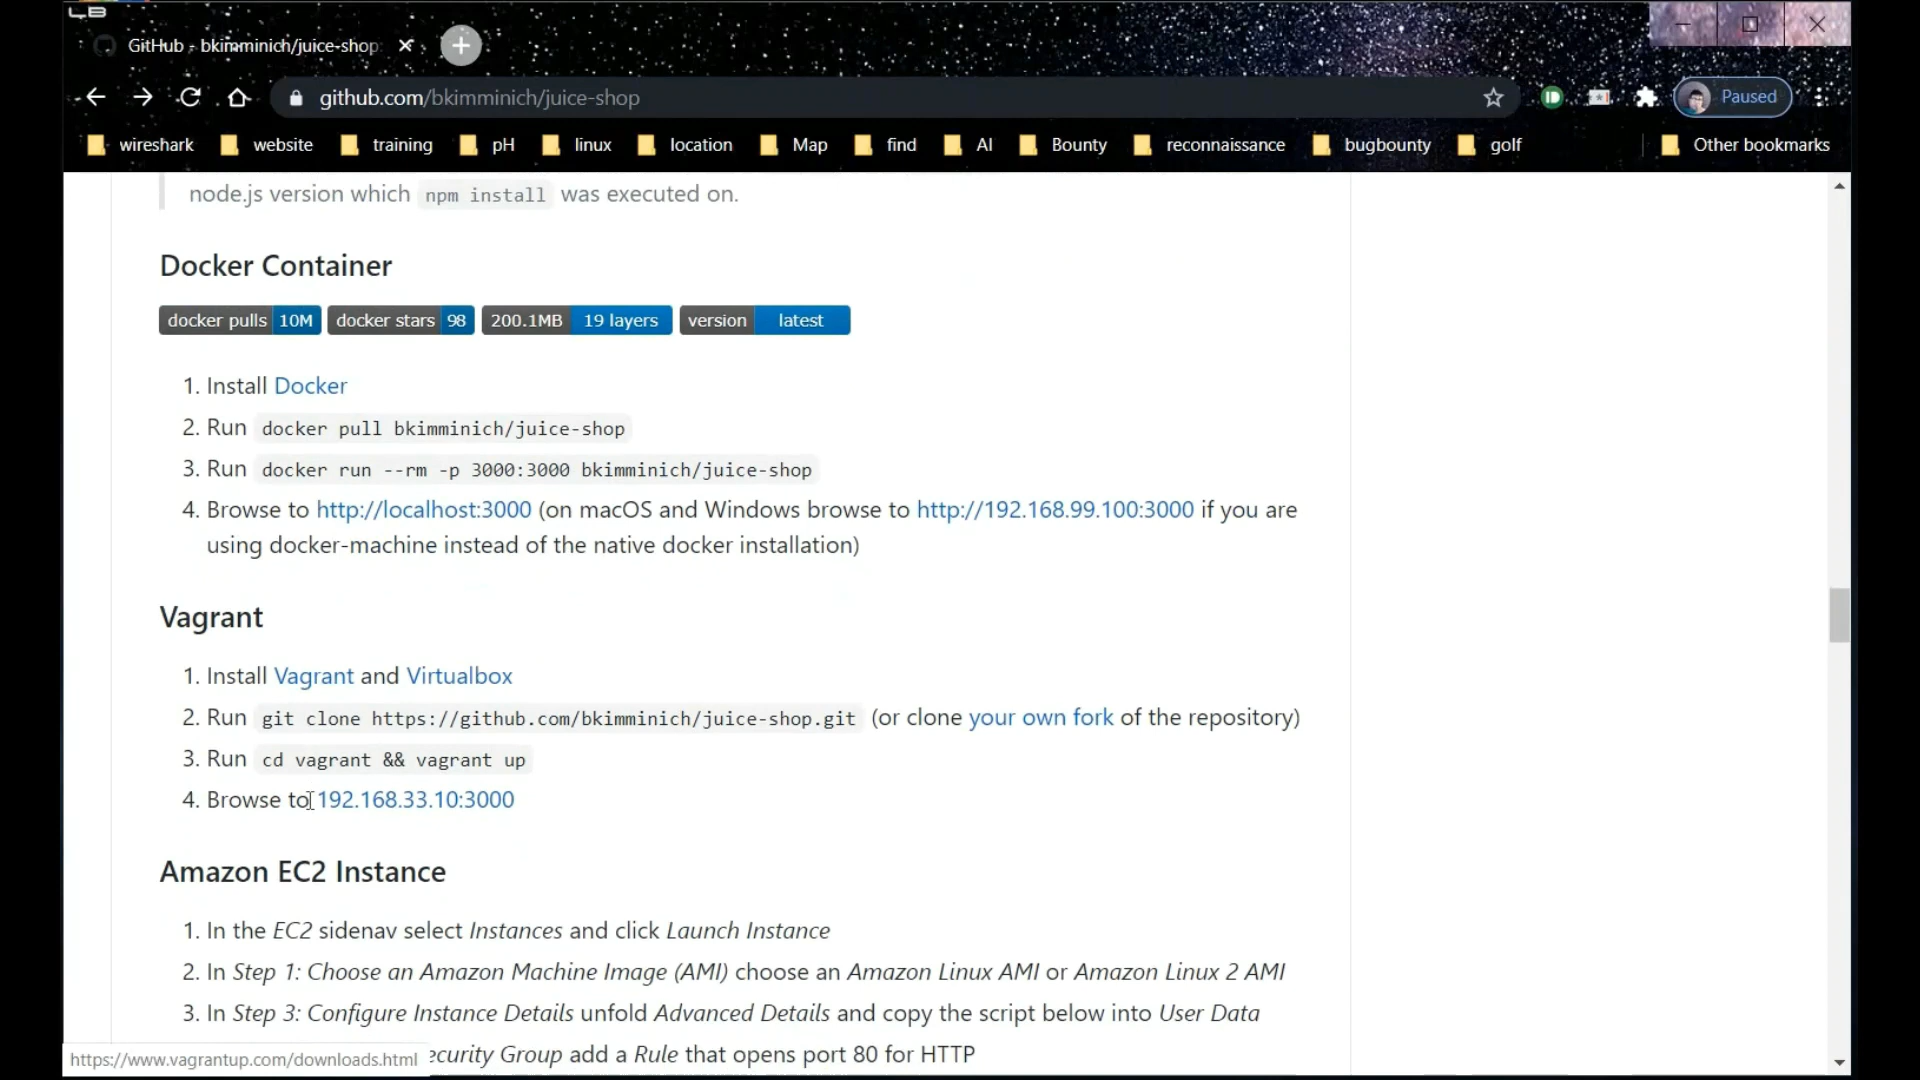 GitHub - bkimminich/juice-shop
github.com/bkimminich/juice-shop
Paused
wireshark website training pH linux location Map find AI Bounty reconnaissance bugbounty golf Other bookmarks
node.js version which npm install was executed on.
Docker Container
docker pulls 10M docker stars 98 200.1MB 19 layers version latest
1. Install Docker
2. Run docker pull bkimminich/juice-shop
3. Run docker run --rm -p 3000:3000 bkimminich/juice-shop
4. Browse to http://localhost:3000 (on macOS and Windows browse to http://192.168.99.100:3000 if you are
using docker-machine instead of the native docker installation)
Vagrant
1. Install Vagrant and Virtualbox
2. Run git clone https://github.com/bkimminich/juice-shop.git (or clone your own fork of the repository)
3. Run cd vagrant && vagrant up
4. Browse to 192.168.33.10:3000
Amazon EC2 Instance
1. In the EC2 sidenav select Instances and click Launch Instance
2. In Step 1: Choose an Amazon Machine Image (AMI) choose an Amazon Linux AMI or Amazon Linux 2 AMI
3. In Step 3: Configure Instance Details unfold Advanced Details and copy the script below into User Data
ecurity Group add a Rule that opens port 80 for HTTP
https://www.vagrantup.com/downloads.html